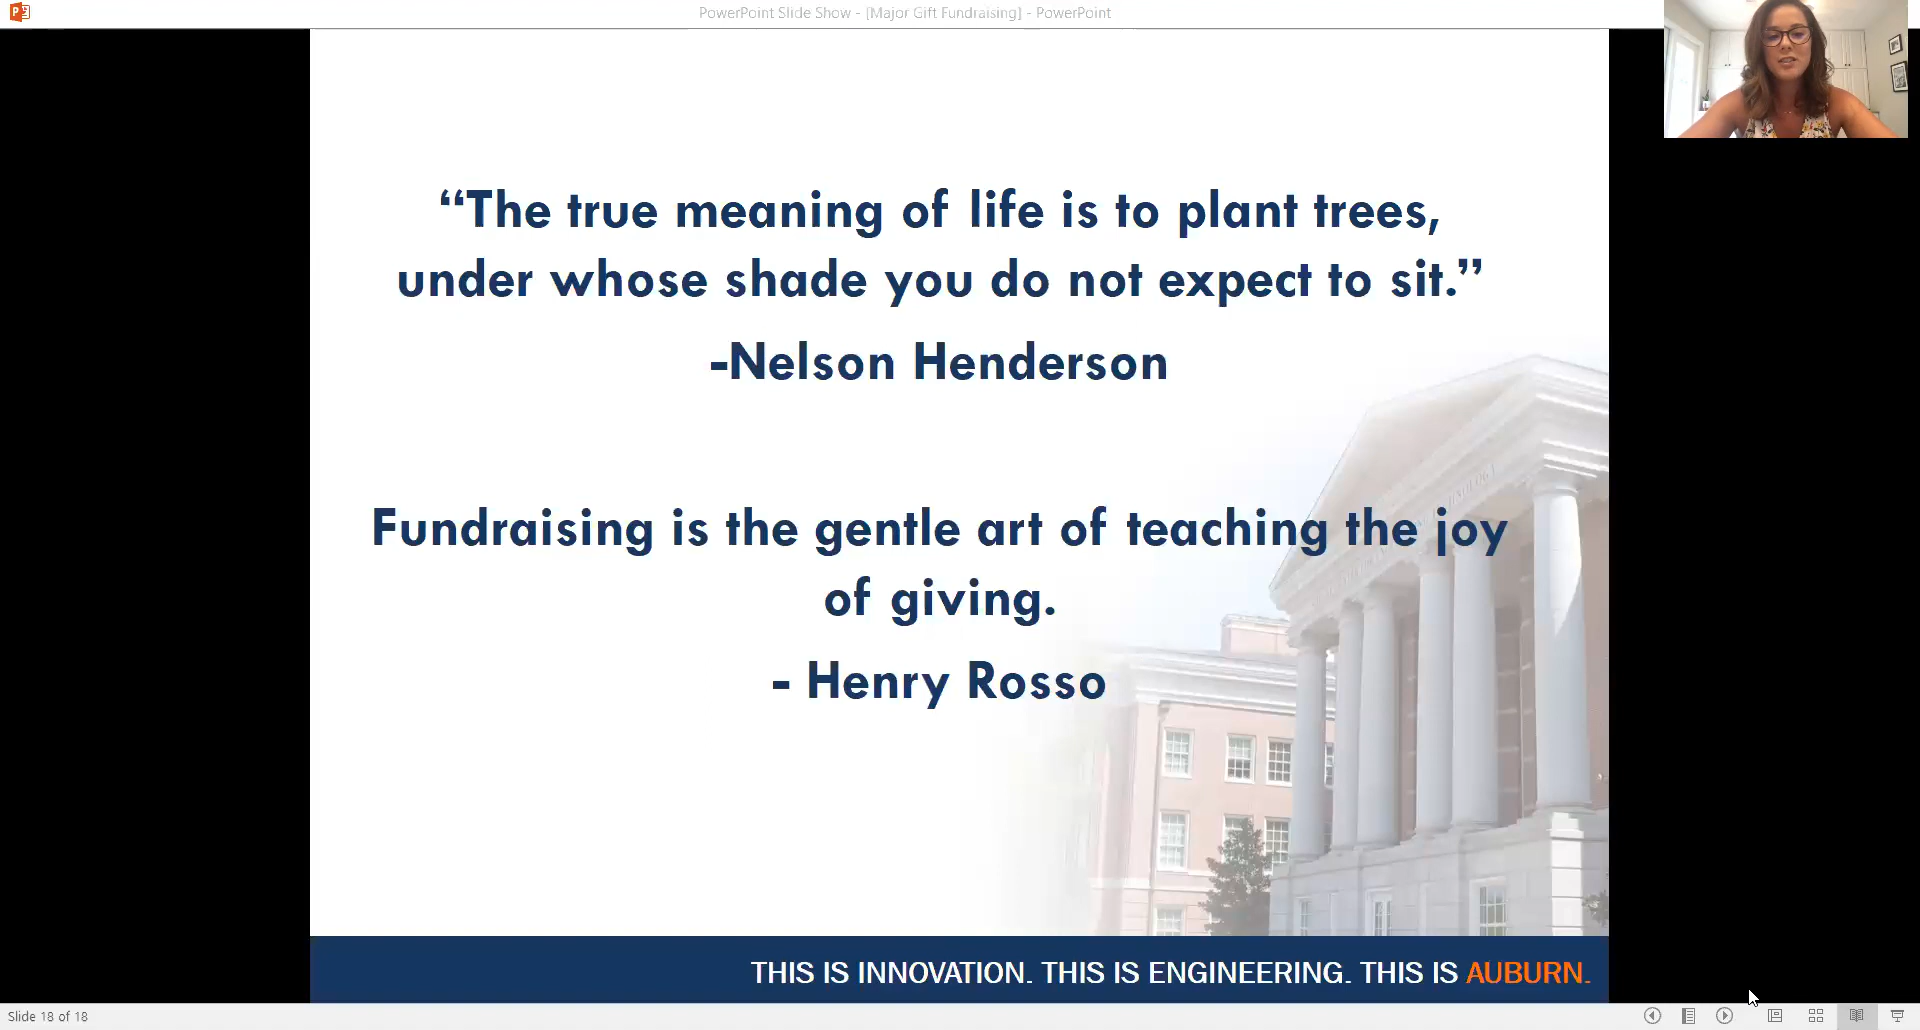 PowerPoint Slide Show - [Major Gift Fundraising] - PowerPoint
“The true meaning of life is to plant trees,
under whose shade you do not expect to sit.”
-Nelson Henderson
Fundraising is the gentle art of teaching the joy
of giving.
- Henry Rosso
THIS IS INNOVATION. THIS IS ENGINEERING. THIS IS AUBURN.
Slide 18 of 18